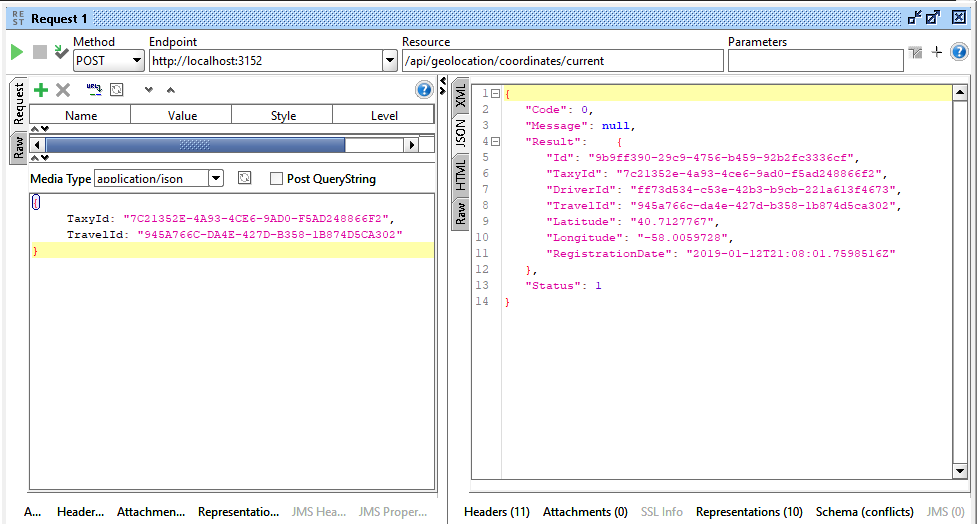 RE ST Request 1
Method Endpoint Resource Parameters
POST http://localhost:3152 /api/geolocation/coordinates/current
Request
Raw
Name Value Style Level
Media Type application/json Post QueryString
{
TaxyId: "7C21352E-4A93-4CE6-9AD0-F5AD248866F2",
TravelId: "945A766C-DA4E-427D-B358-1B874D5CA302"
}
A... Header... Attachmen... Representatio... JMS Hea... JMS Proper...
XML
JSON
HTML
Raw
1 {
2 "Code": 0,
3 "Message": null,
4 "Result": {
5 "Id": "9b9ff390-29c9-4756-b459-92b2fc3336cf",
6 "TaxyId": "7c21352e-4a93-4ce6-9ad0-f5ad248866f2",
7 "DriverId": "ff73d534-c53e-42b3-b9cb-221a613f4673",
8 "TravelId": "945a766c-da4e-427d-b358-1b874d5ca302",
9 "Latitude": "40.7127767",
10 "Longitude": "-58.0059728",
11 "RegistrationDate": "2019-01-12T21:08:01.7598516Z"
12 },
13 "Status": 1
14 }
Headers (11) Attachments (0) SSL Info Representations (10) Schema (conflicts) JMS (0)